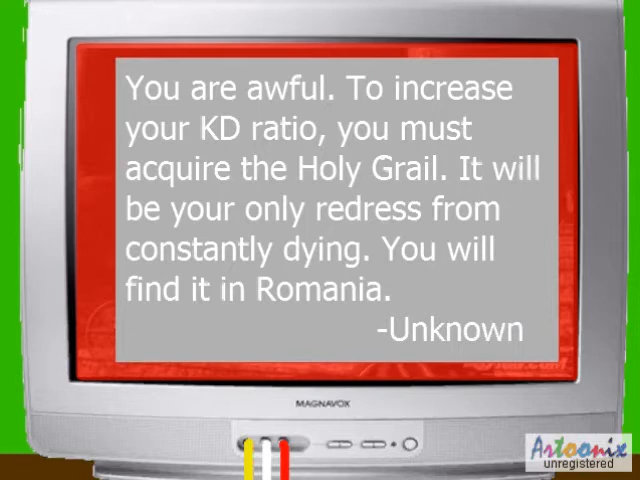 You are awful. To increase
your KD ratio, you must
acquire the Holy Grail. It will
be your only redress from
constantly dying. You will
find it in Romania.
-Unknown
MAGNAVOX
Artoonix
unregistered